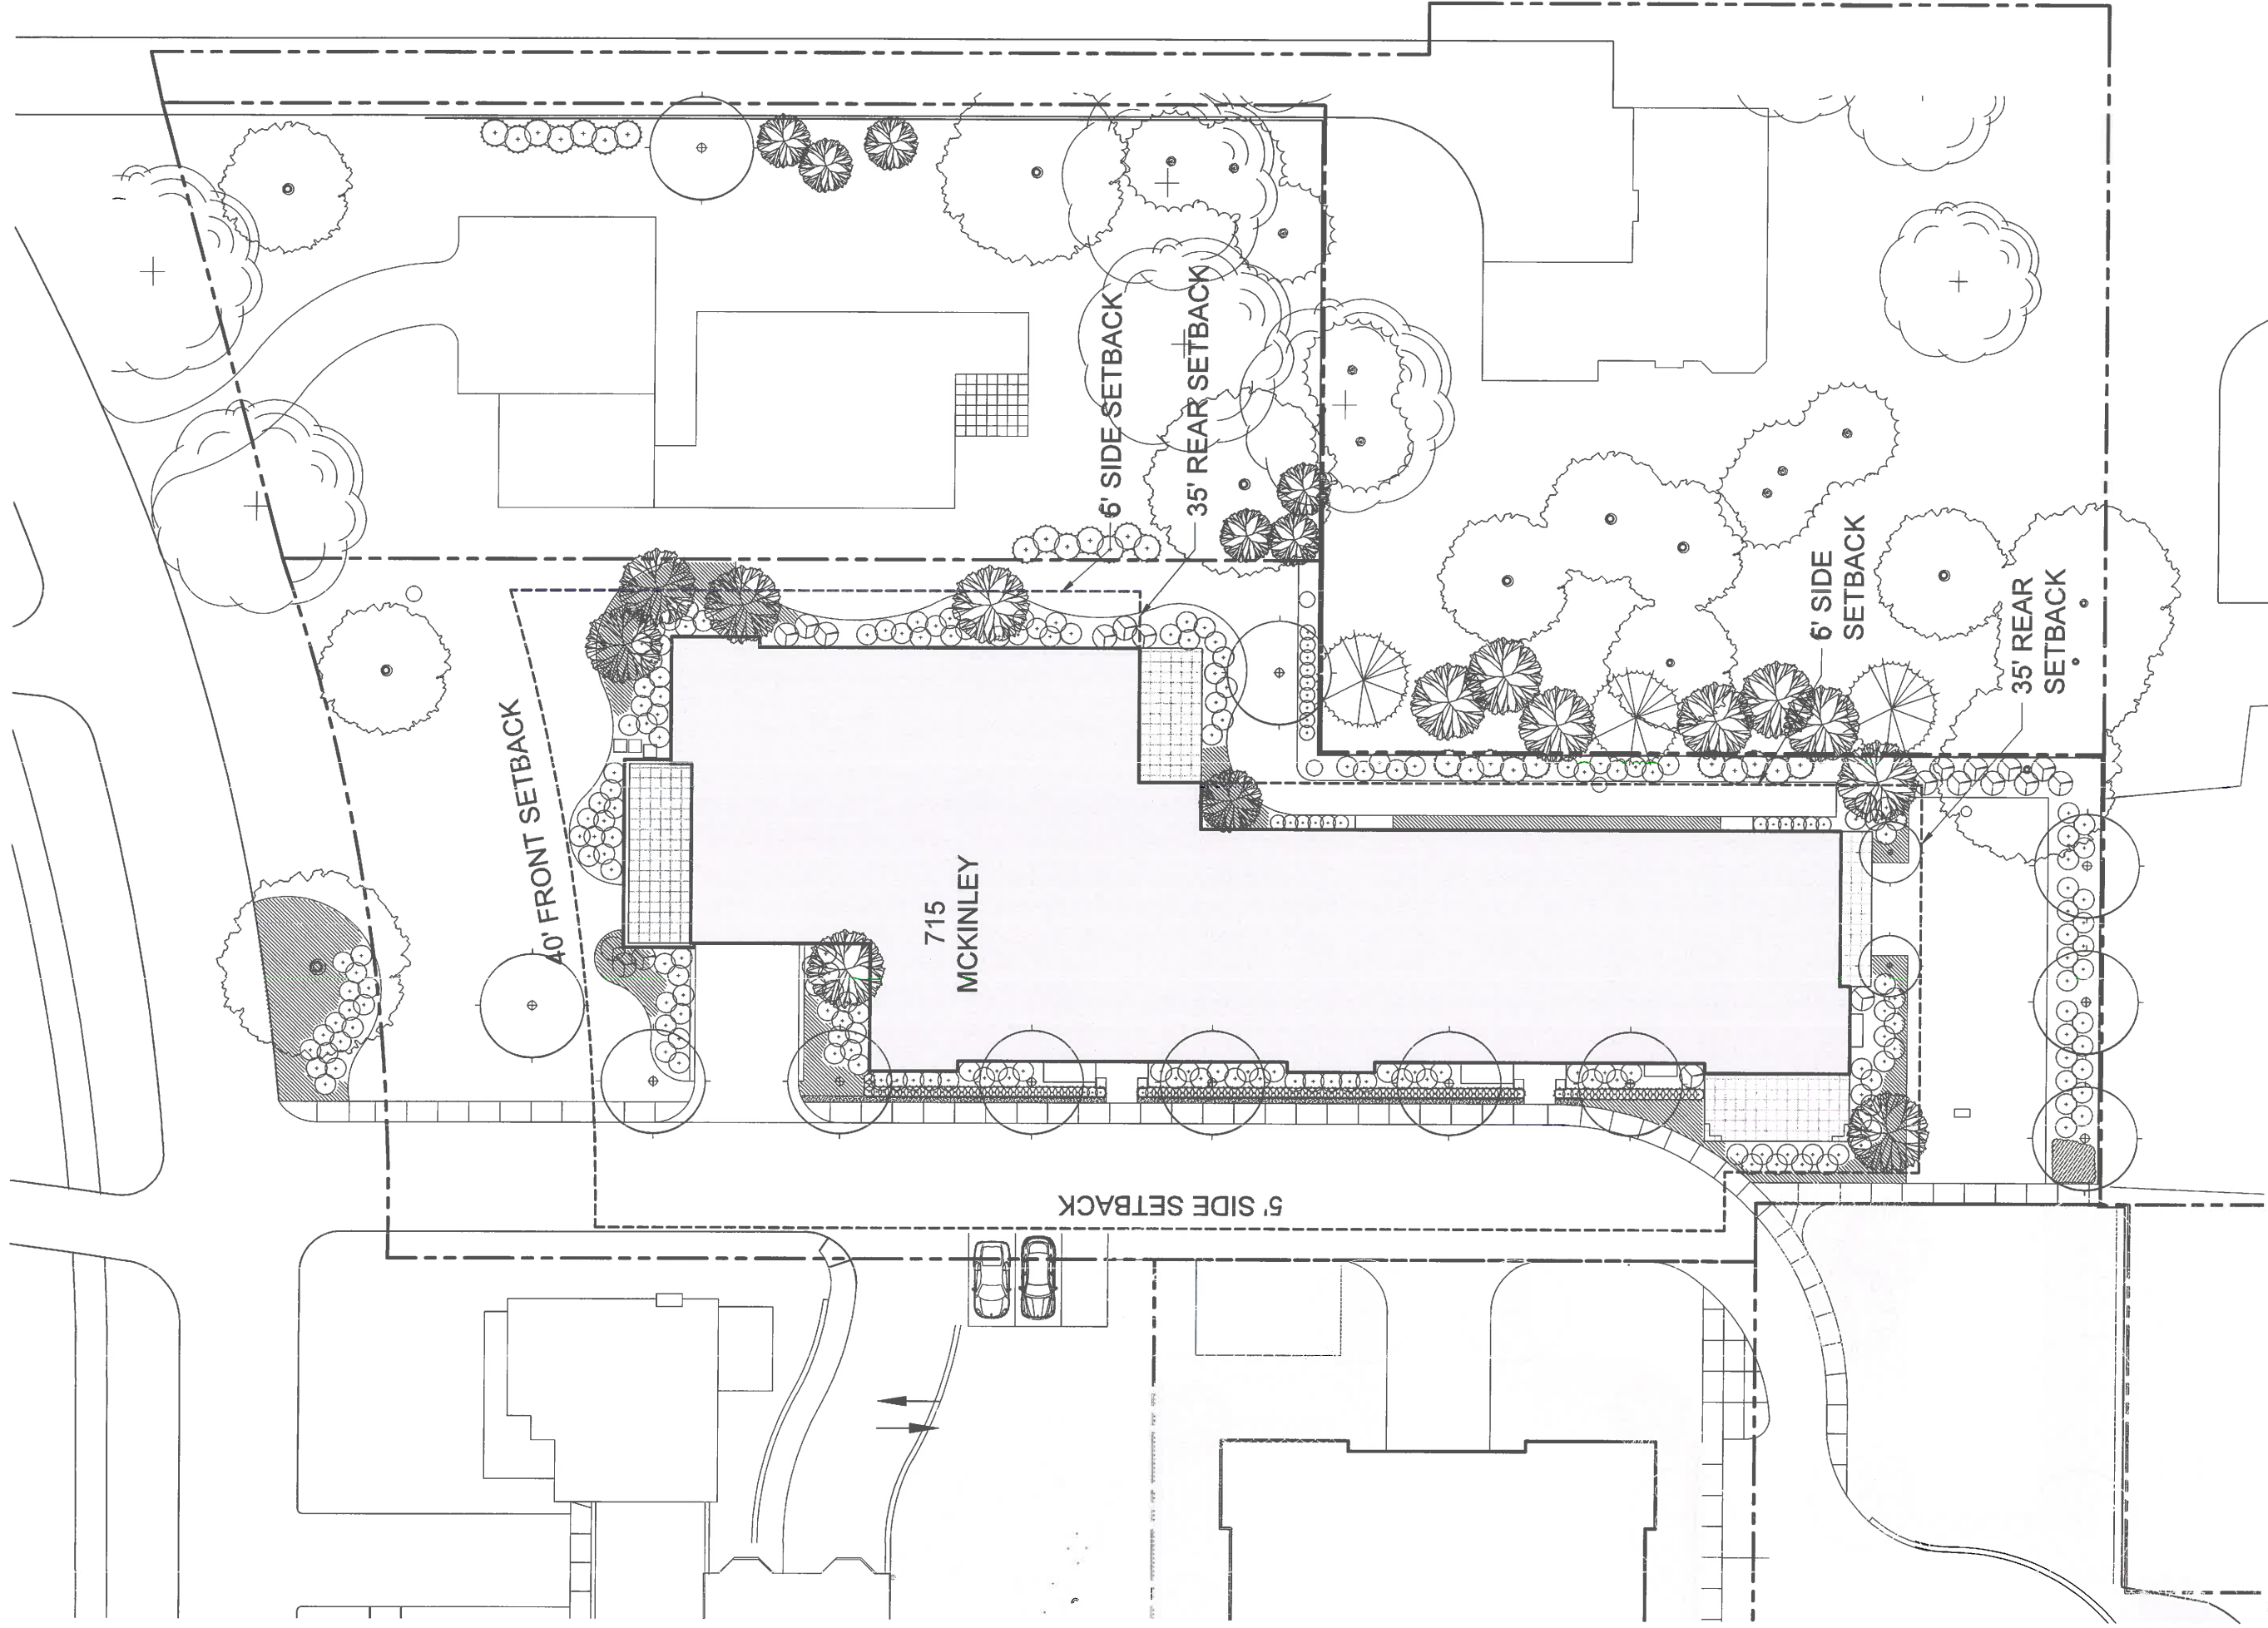 6' SIDE SETBACK
35' REAR SETBACK
6' SIDE
SETBACK
35' REAR
SETBACK
40' FRONT SETBACK
715
MCKINLEY
5' SIDE SETBACK